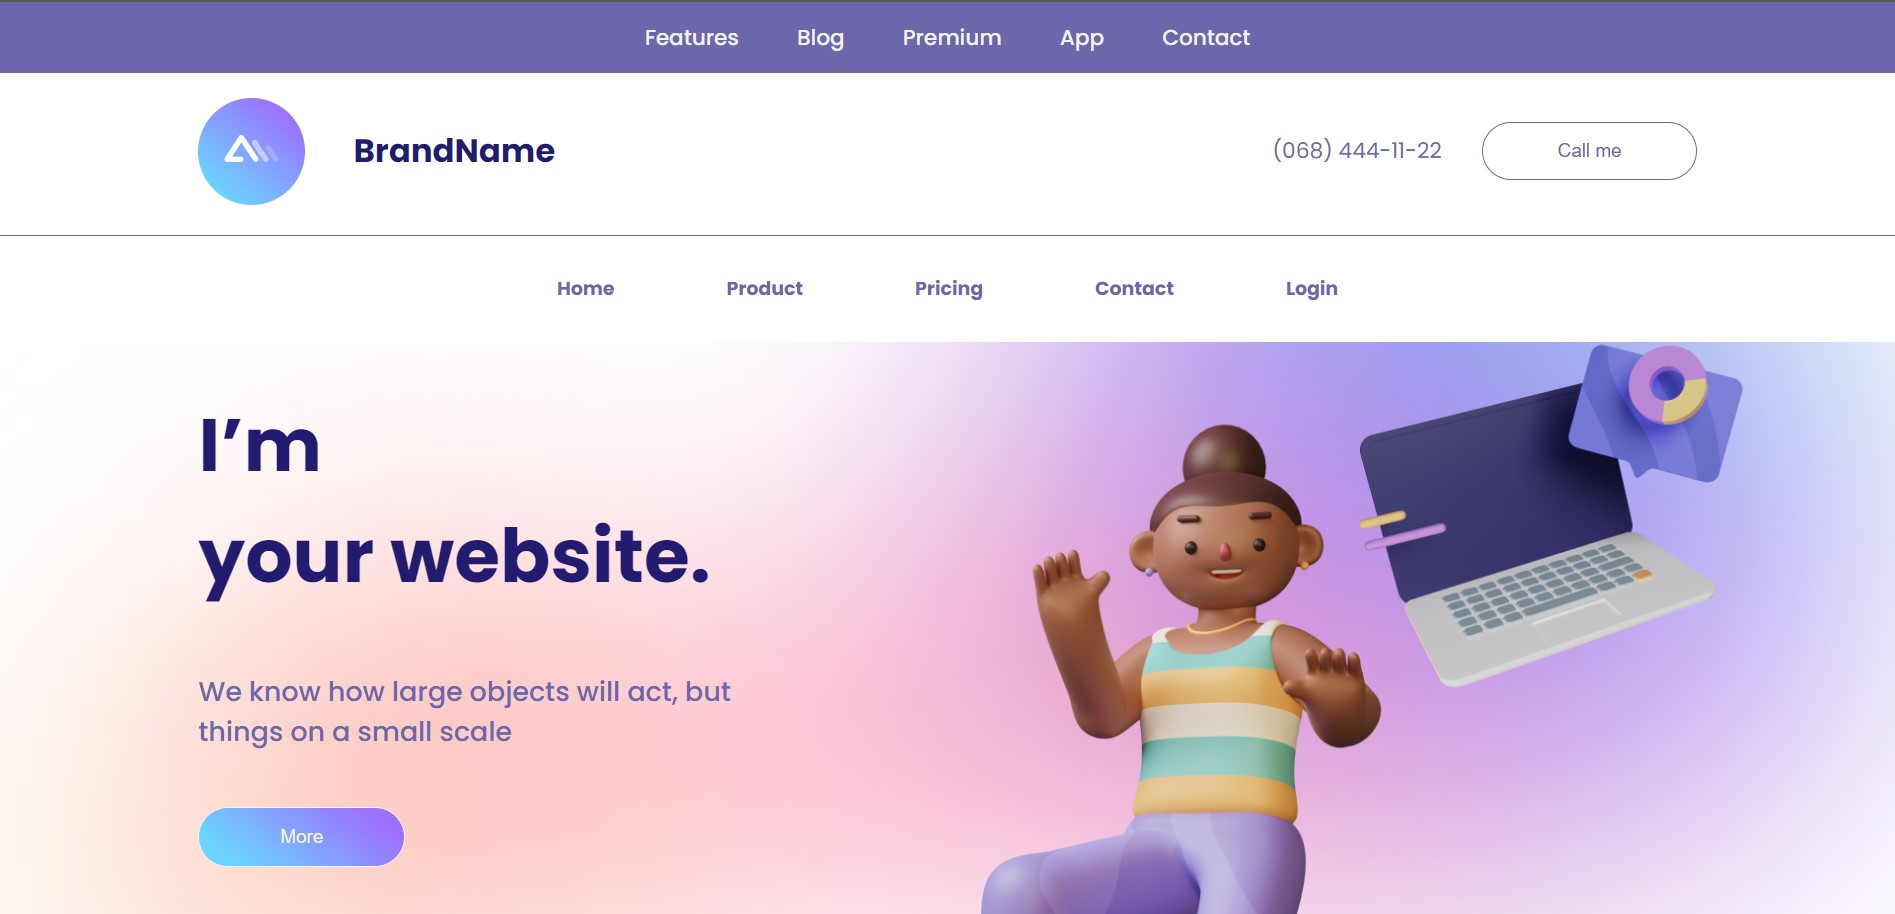 Features Blog Premium App Contact
BrandName
(068) 444-11-22
Call me
Home Product Pricing Contact Login
I’m
your website.
We know how large objects will act, but
things on a small scale
More